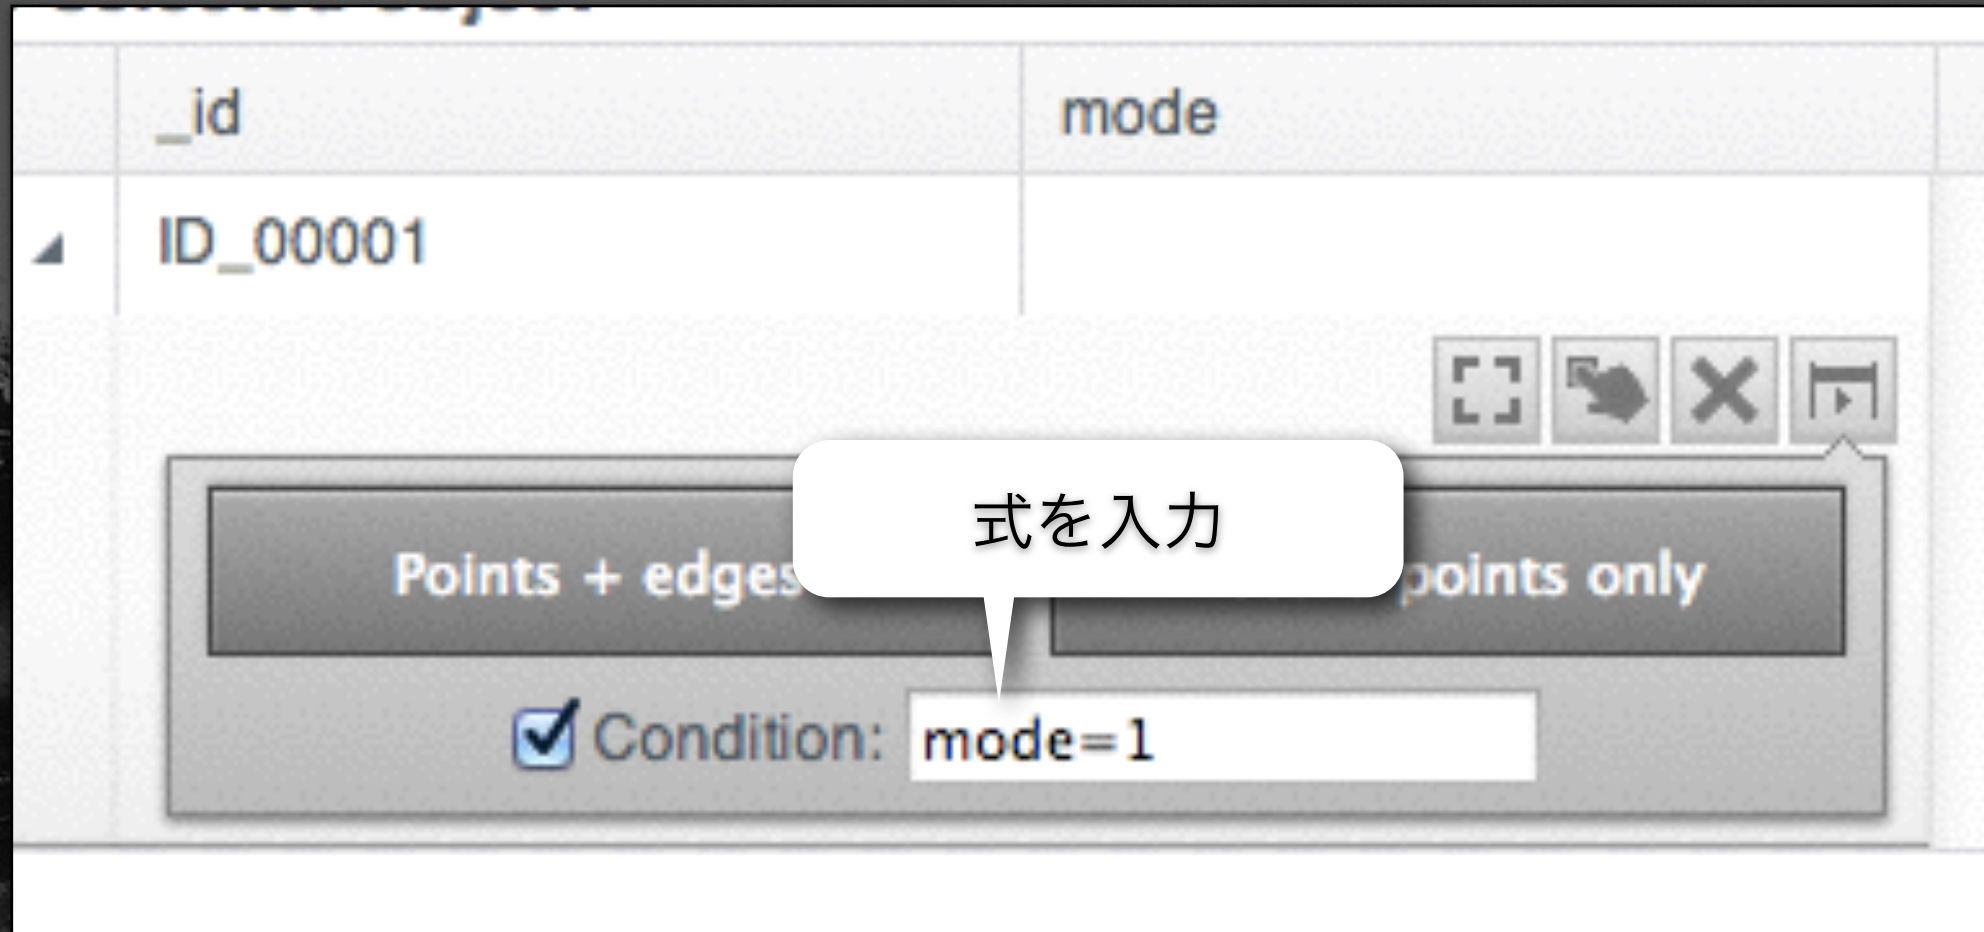 _id mode
ID_00001
式を入力
Points + edges points only
Condition: mode=1